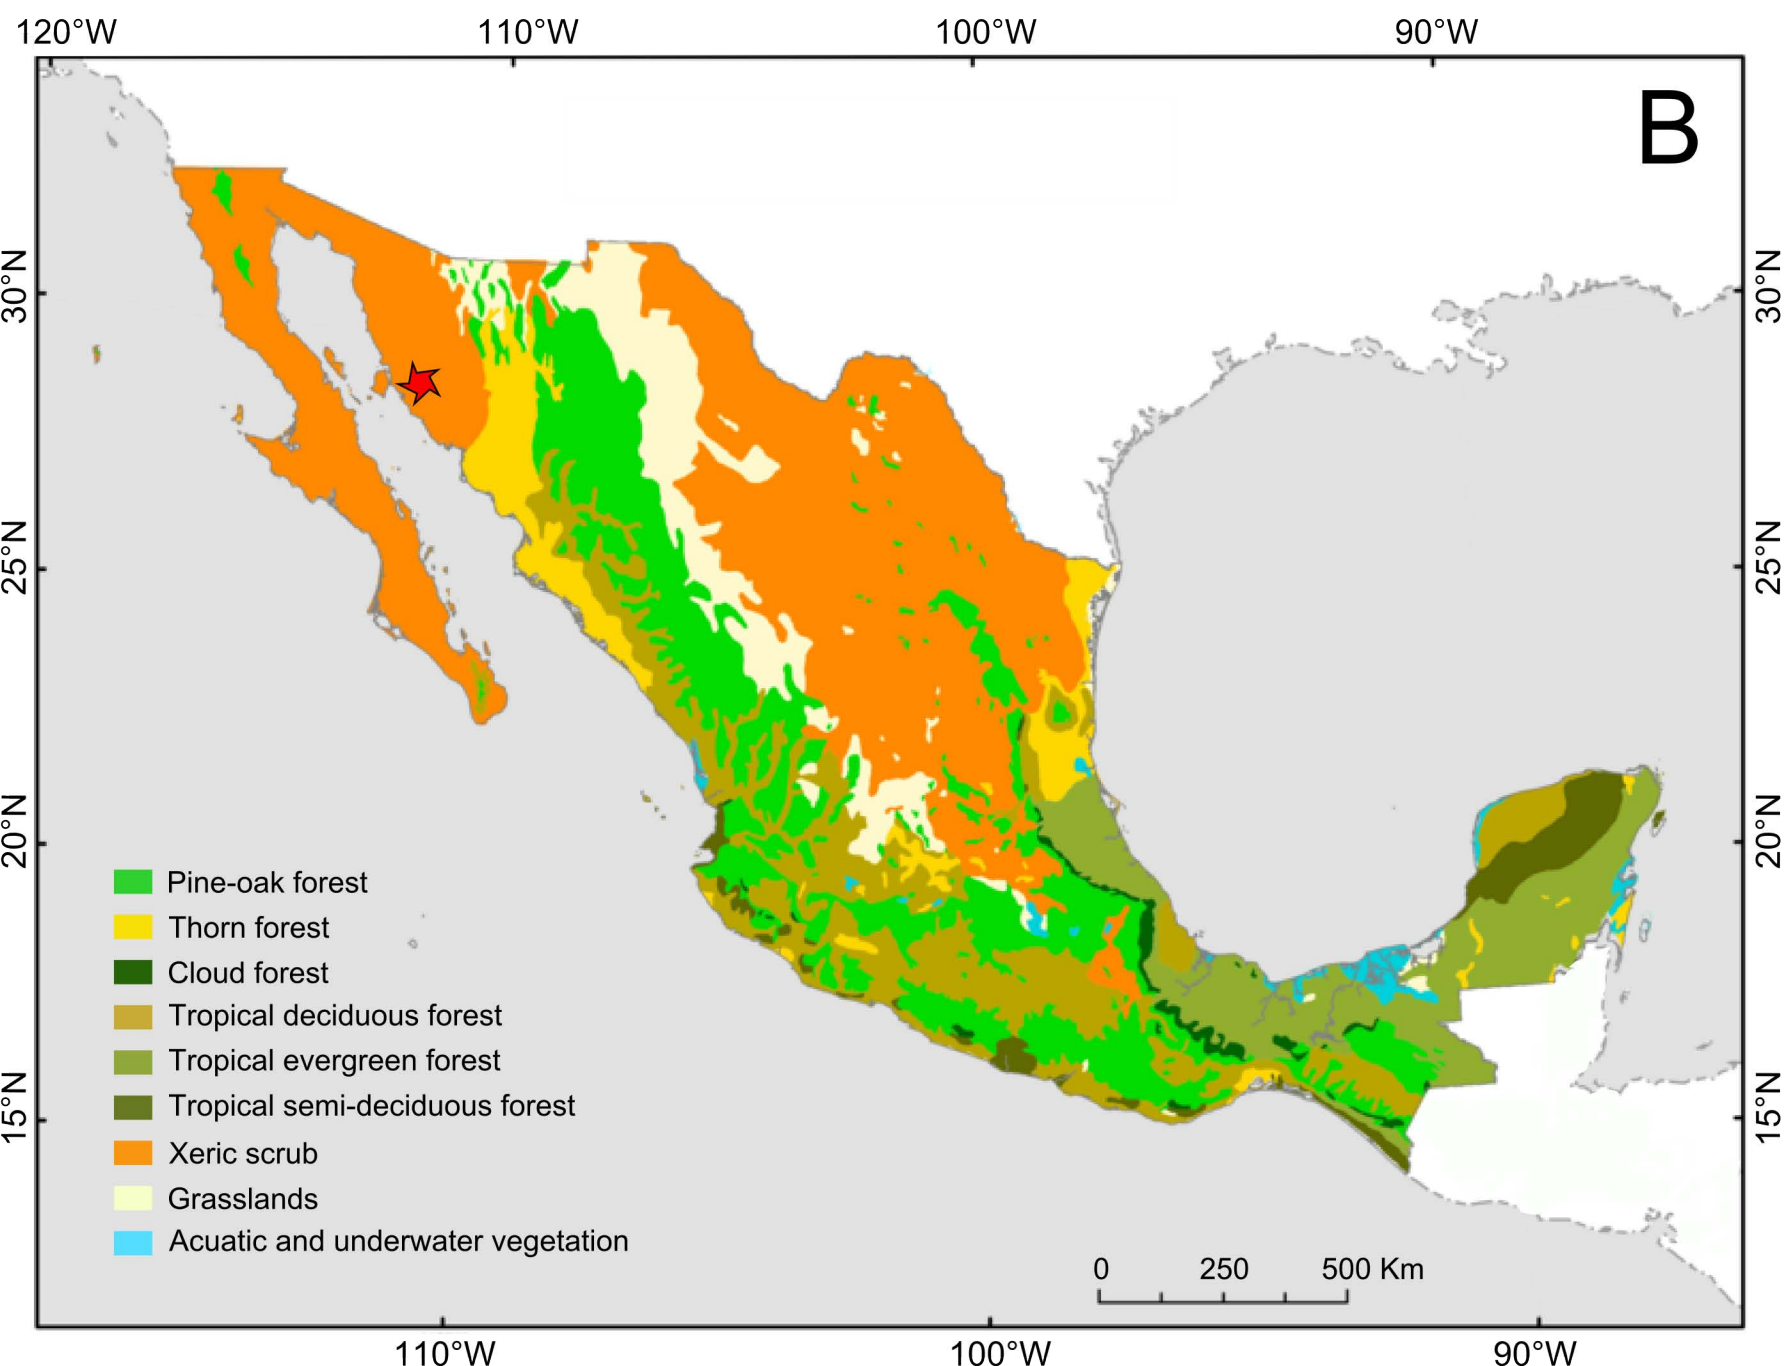 120°W 110°W 100°W 90°W
B
30°N 30°N
25°N 25°N
20°N 20°N
15°N 15°N
Pine-oak forest
Thorn forest
Cloud forest
Tropical deciduous forest
Tropical evergreen forest
Tropical semi-deciduous forest
Xeric scrub
Grasslands
Acuatic and underwater vegetation
0 250 500 Km
110°W 100°W 90°W